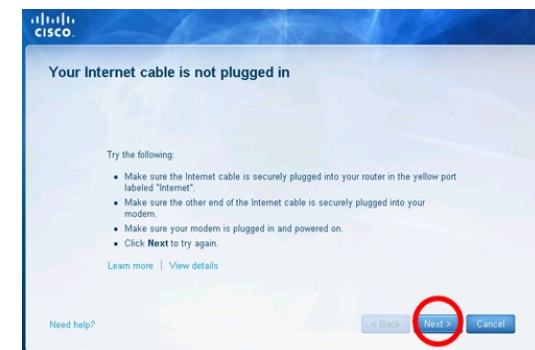 CISCO.
Your Internet cable is not plugged in
Try the following:
• Make sure the Internet cable is securely plugged into your router in the yellow port
labeled "Internet".
• Make sure the other end of the Internet cable is securely plugged into your
modem.
• Make sure your modem is plugged in and powered on.
• Click Next to try again.
Learn more | View details
Need help? < Back Next > Cancel